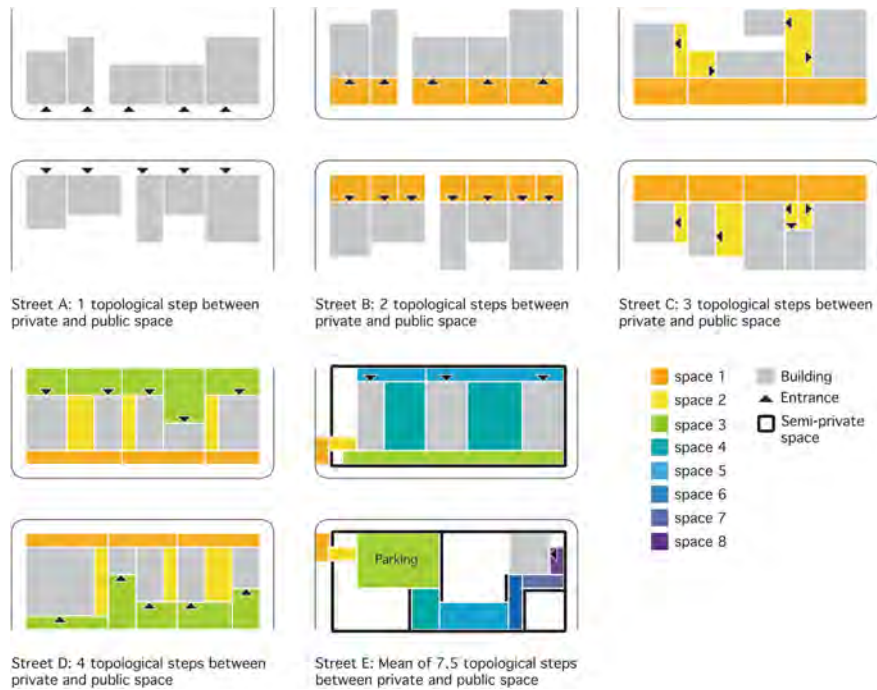 Street A: 1 topological step between
private and public space
Street B: 2 topological steps between
private and public space
Street C: 3 topological steps between
private and public space
space 1
space 2
space 3
space 4
space 5
space 6
space 7
space 8
Building
Entrance
Semi-private
space
Parking
Street D: 4 topological steps between
private and public space
Street E: Mean of 7.5 topological steps
between private and public space